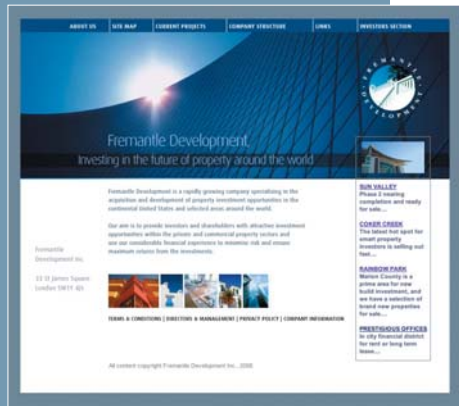 ABOUT US
SITE MAP
CURRENT PROJECTS
COMPANY STRUCTURE
LINKS
INVESTORS SECTION
FREMANTLE DEVELOPMENT
Fremantle Development,
Investing in the future of property around the world
Fremantle Development is a rapidly growing company specialising in the
acquisition and development of property investment opportunities in the
continental United States and selected areas around the world.
Our aim is to provide investors and shareholders with attractive investment
opportunities within the private and commercial property sectors and
use our considerable financial experience to minimise risk and ensure
maximum returns from the investments.
Fremantle
Development Inc.
33 St James Square
London SW1Y 4JS
TERMS & CONDITIONS | DIRECTORS & MANAGEMENT | PRIVACY POLICY | COMPANY INFORMATION
All content copyright Fremantle Development Inc...2008
SUN VALLEY
Phase 2 nearing
completion and ready
for sale....
COKER CREEK
The latest hot spot for
smart property
investors is selling out
fast....
RAINBOW PARK
Marion County is a
prime area for new
build investment, and
we have a selection of
brand new properties
for sale....
PRESTIGIOUS OFFICES
In city financial district
for rent or long term
lease....